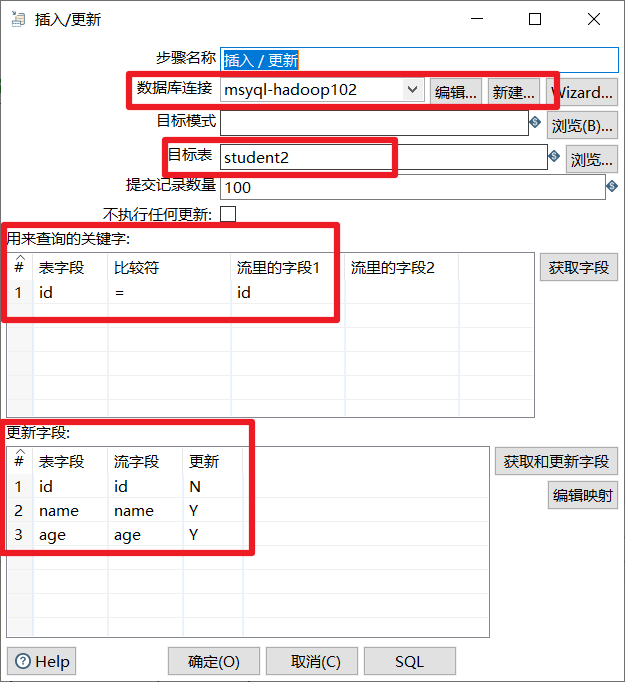 插入/更新
步骤名称 插入 / 更新
数据库连接 msyql-hadoop102 编辑... 新建... Wizard...
目标模式 浏览(B)...
目标表 student2 浏览...
提交记录数量 100
不执行任何更新:
用来查询的关键字:
# 表字段 比较符 流里的字段1 流里的字段2 获取字段
1 id = id
更新字段:
# 表字段 流字段 更新 获取和更新字段
1 id id N 编辑映射
2 name name Y
3 age age Y
Help 确定(O) 取消(C) SQL